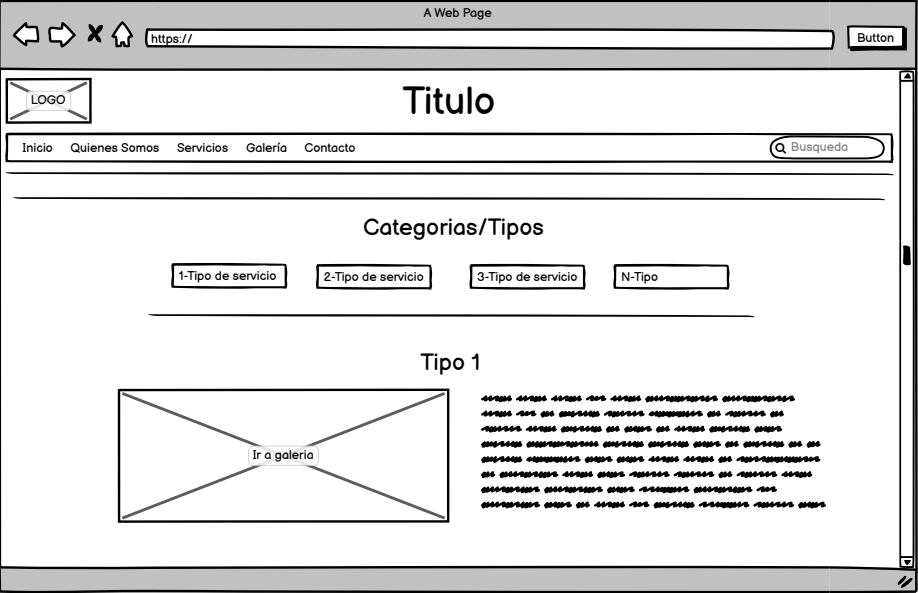 A Web Page
https://
Button
LOGO
Titulo
Inicio Quienes Somos Servicios Galería Contacto
Busqueda
Categorias/Tipos
1-Tipo de servicio 2-Tipo de servicio 3-Tipo de servicio N-Tipo
Tipo 1
Ir a galeria